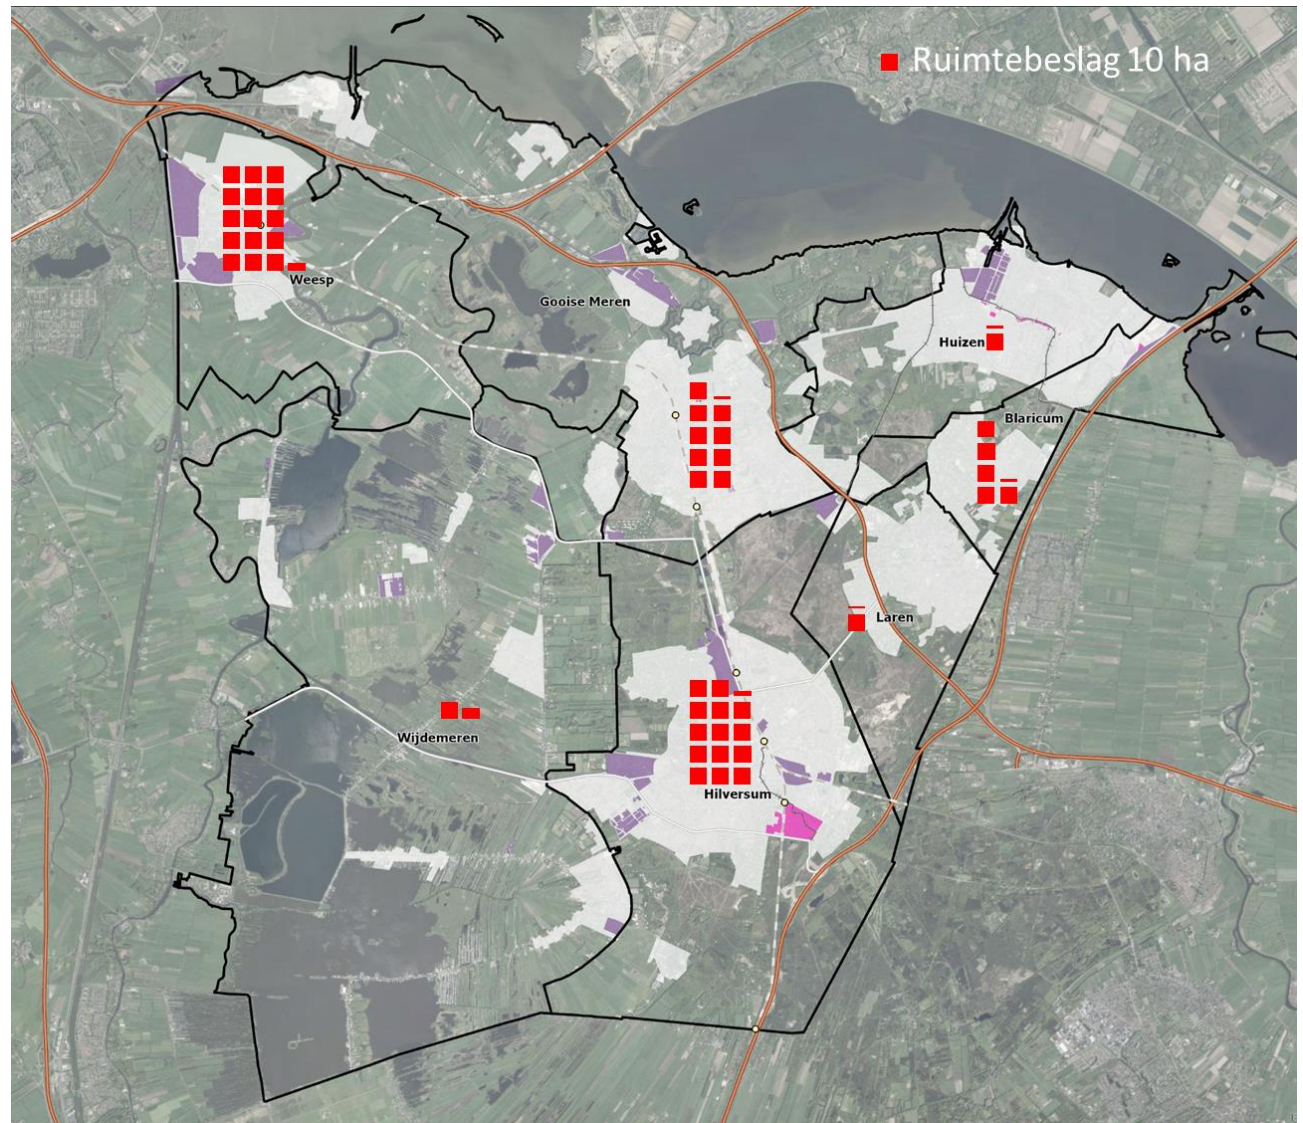 Ruimtebeslag 10 ha
Weesp
Gooise Meren
Huizen
Blaricum
Laren
Wijdemeren
Hilversum